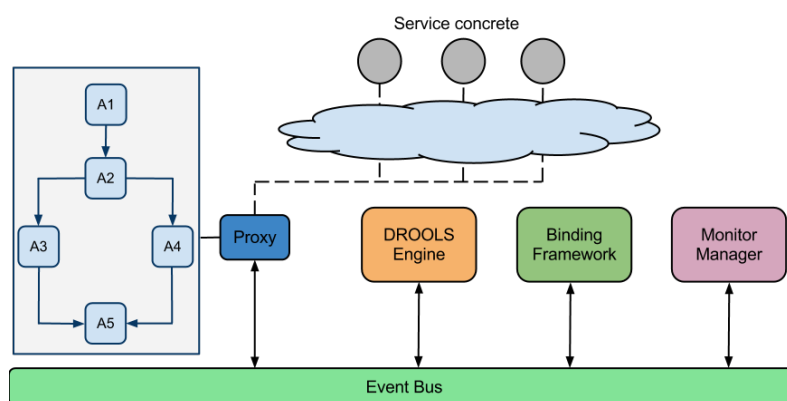 Service concrete
A1
A2
A3
A4
A5
Proxy
DROOLS
Engine
Binding
Framework
Monitor
Manager
Event Bus